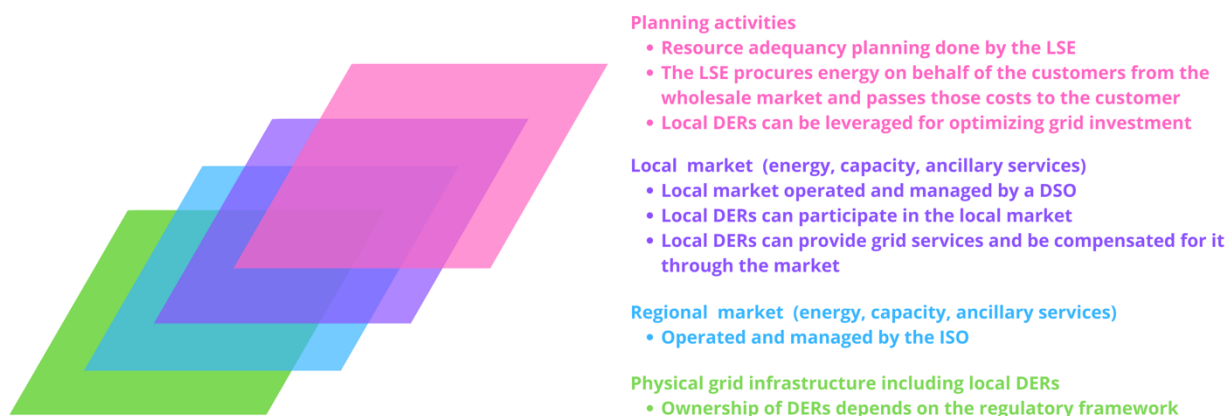 Planning activities
• Resource adequancy planning done by the LSE
• The LSE procures energy on behalf of the customers from the
wholesale market and passes those costs to the customer
• Local DERs can be leveraged for optimizing grid investment
Local market (energy, capacity, ancillary services)
• Local market operated and managed by a DSO
• Local DERs can participate in the local market
• Local DERs can provide grid services and be compensated for it
through the market
Regional market (energy, capacity, ancillary services)
• Operated and managed by the ISO
Physical grid infrastructure including local DERs
• Ownership of DERs depends on the regulatory framework